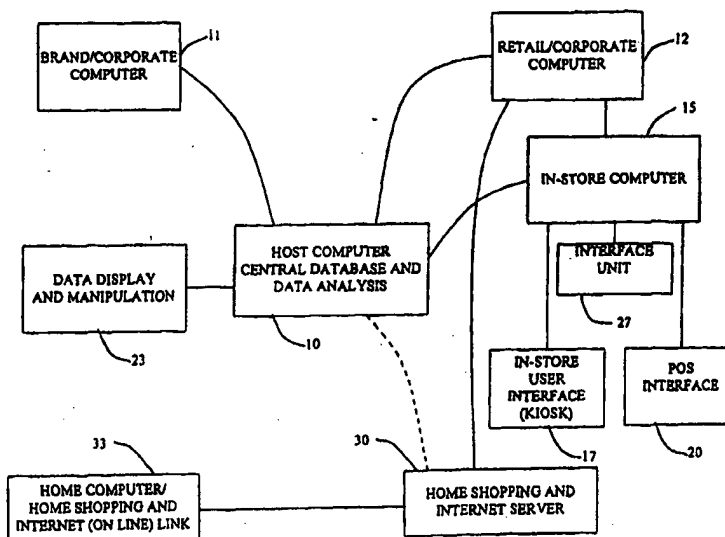 11
BRAND/CORPORATE
COMPUTER
RETAIL/CORPORATE
COMPUTER
12
15
IN-STORE COMPUTER
HOST COMPUTER
CENTRAL DATABASE AND
DATA ANALYSIS
10
DATA DISPLAY
AND MANIPULATION
23
INTERFACE
UNIT
27
IN-STORE
USER
INTERFACE
(KIOSK)
17
POS
INTERFACE
20
33
HOME COMPUTER/
HOME SHOPPING AND
INTERNET (ON LINE) LINK
30
HOME SHOPPING AND
INTERNET SERVER